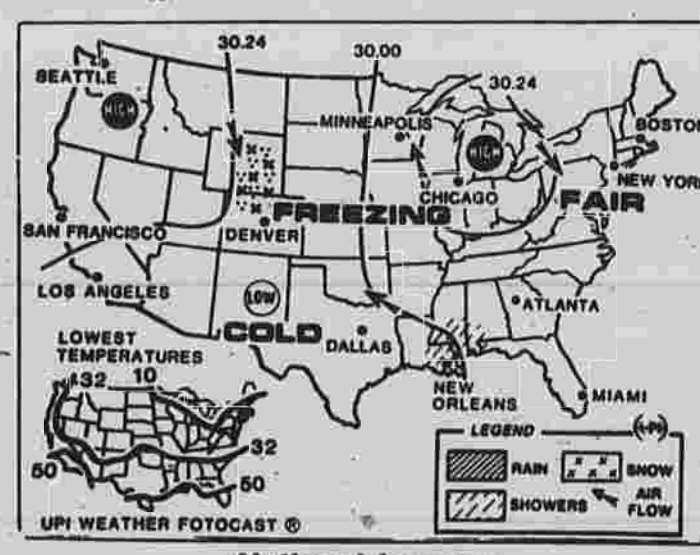 30.24
30.00
30.24
SEATTLE
HIGH
MINNEAPOLIS
HIGH
BOSTON
CHICAGO
NEW YORK
FREEZING
FAIR
SAN FRANCISCO
DENVER
LOS ANGELES
LOW
ATLANTA
COLD
DALLAS
LOWEST
TEMPERATURES
32
10
NEW
ORLEANS
MIAMI
32
50
50
LEGEND
RAIN
SNOW
SHOWERS
AIR
FLOW
UPI WEATHER FOTOCAST ®